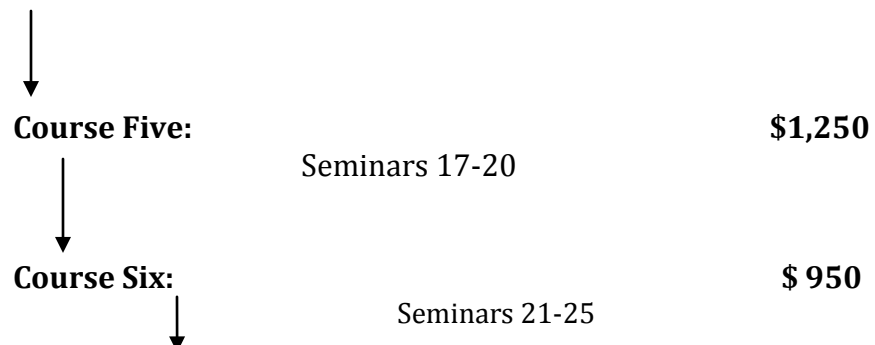 Course Five: $1,250
Seminars 17-20
Course Six: $ 950
Seminars 21-25